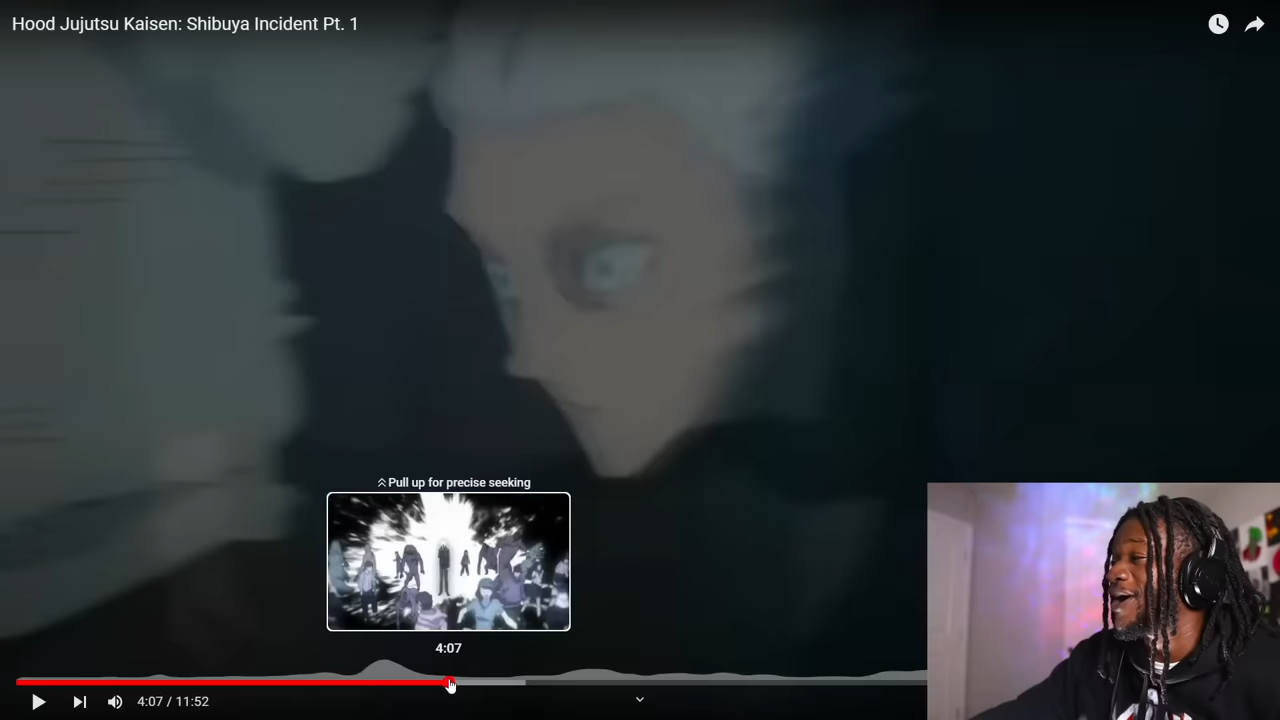 Hood Jujutsu Kaisen: Shibuya Incident Pt. 1
Pull up for precise seeking
4:07
4:07 / 11:52